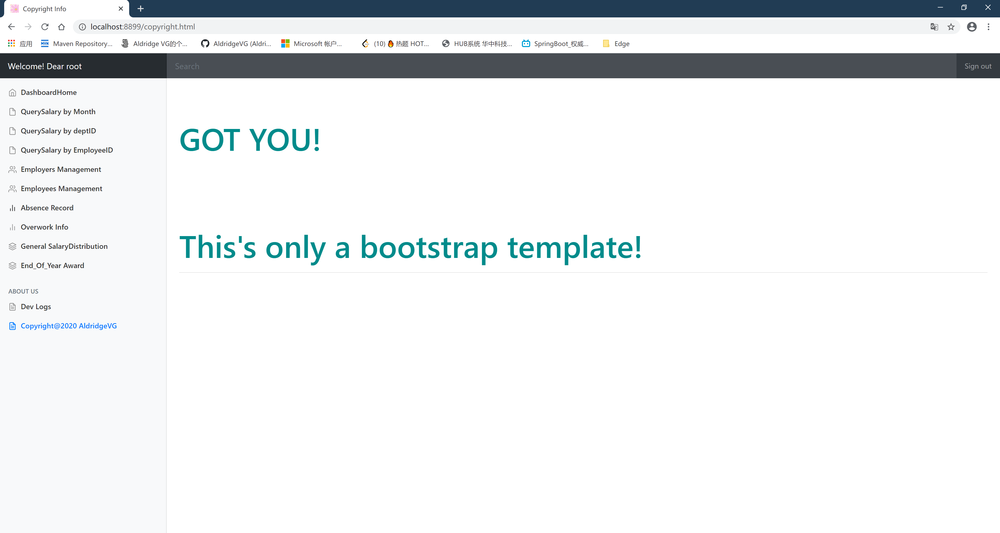 Copyright Info
localhost:8899/copyright.html
应用
Maven Repository...
Aldridge VG的个...
AldridgeVG (Aldri...
Microsoft 帐户...
(10) 🔥 热题 HOT...
HUB系统 华中科技...
SpringBoot_权威...
Edge
Welcome! Dear root
Search
Sign out
DashboardHome
QuerySalary by Month
QuerySalary by deptID
QuerySalary by EmployeeID
Employers Management
Employees Management
Absence Record
Overwork Info
General SalaryDistribution
End_Of_Year Award
ABOUT US
Dev Logs
Copyright@2020 AldridgeVG
GOT YOU!
This's only a bootstrap template!